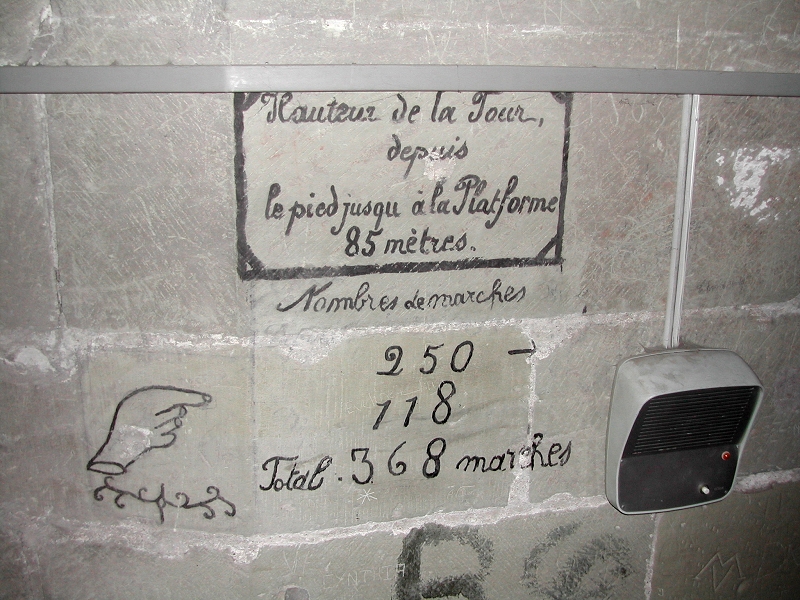 Hauteur de la Tour,
depuis
le pied jusqu à la Platforme
85 mètres.
Nombres de marches
250 -
118
Total. 368 marches